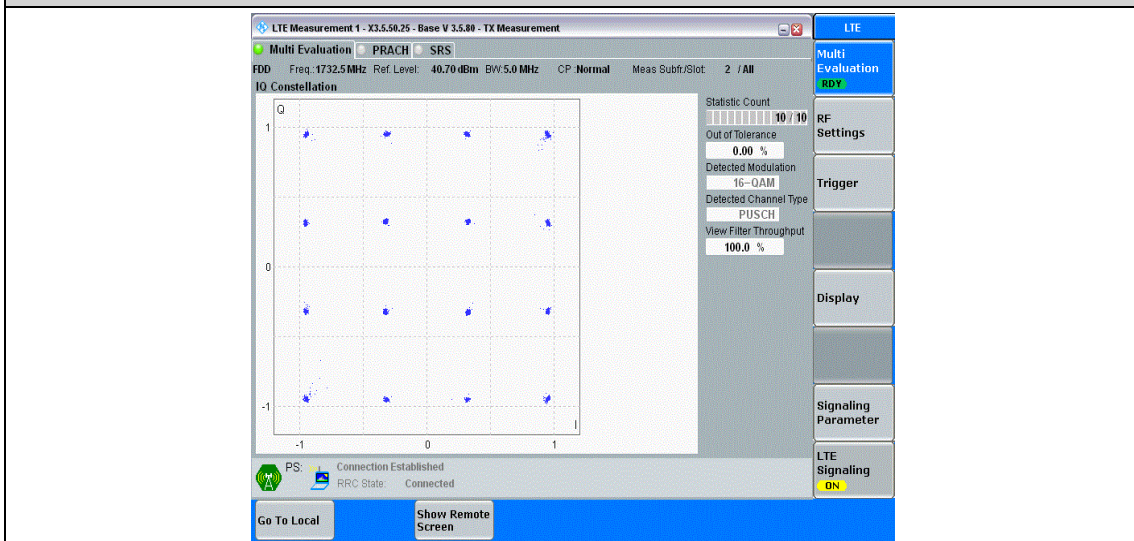 LTE Measurement 1 - X3.5.50.25 - Base V 3.5.80 - TX Measurement
LTE
Multi Evaluation PRACH SRS
FDD Freq.:1732.5 MHz Ref. Level: 40.70 dBm BW:5.0 MHz CP :Normal Meas Subfr./Slot: 2 / All
IQ Constellation
Q
1
0
-1
I
-1 0 1
Statistic Count
10 / 10
Out of Tolerance
0.00 %
Detected Modulation
16-QAM
Detected Channel Type
PUSCH
View Filter Throughput
100.0 %
Multi
Evaluation
RDY
RF
Settings
Trigger
Display
Signaling
Parameter
LTE
Signaling
ON
PS: Connection Established
RRC State: Connected
Go To Local
Show Remote
Screen